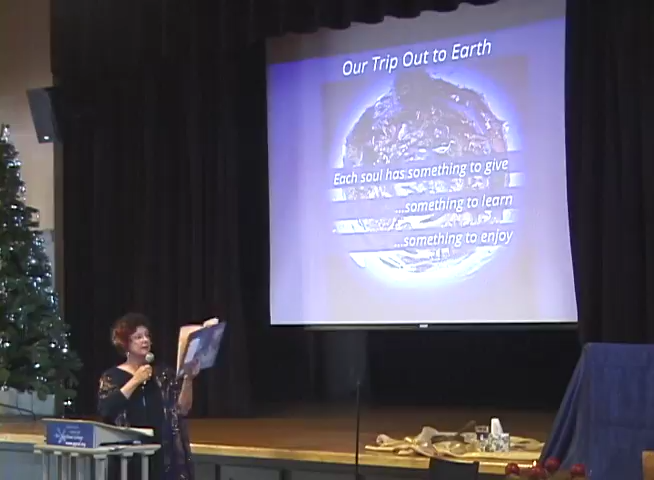 Our Trip Out to Earth
Each soul has something to give
...something to learn
...something to enjoy